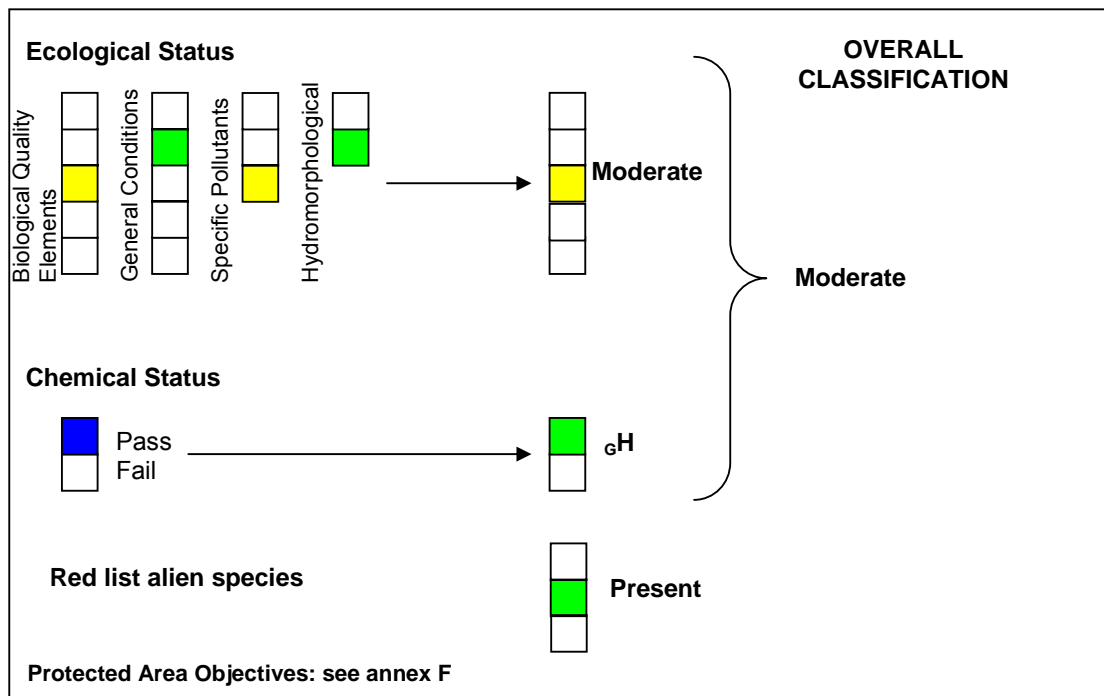 Ecological Status
OVERALL
CLASSIFICATION
Biological Quality
Elements
General Conditions
Specific Pollutants
Hydromorphological
Moderate
Moderate
Chemical Status
Pass
Fail
GH
Red list alien species
Present
Protected Area Objectives: see annex F